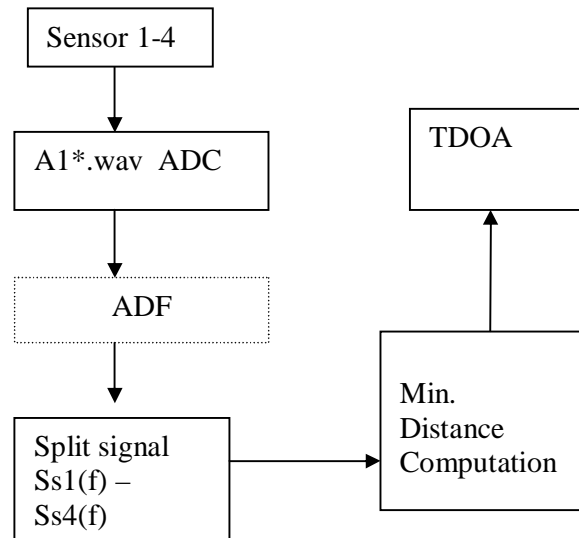 Sensor 1-4
A1*.wav ADC
ADF
Split signal
Ss1(f) –
Ss4(f)
Min.
Distance
Computation
TDOA